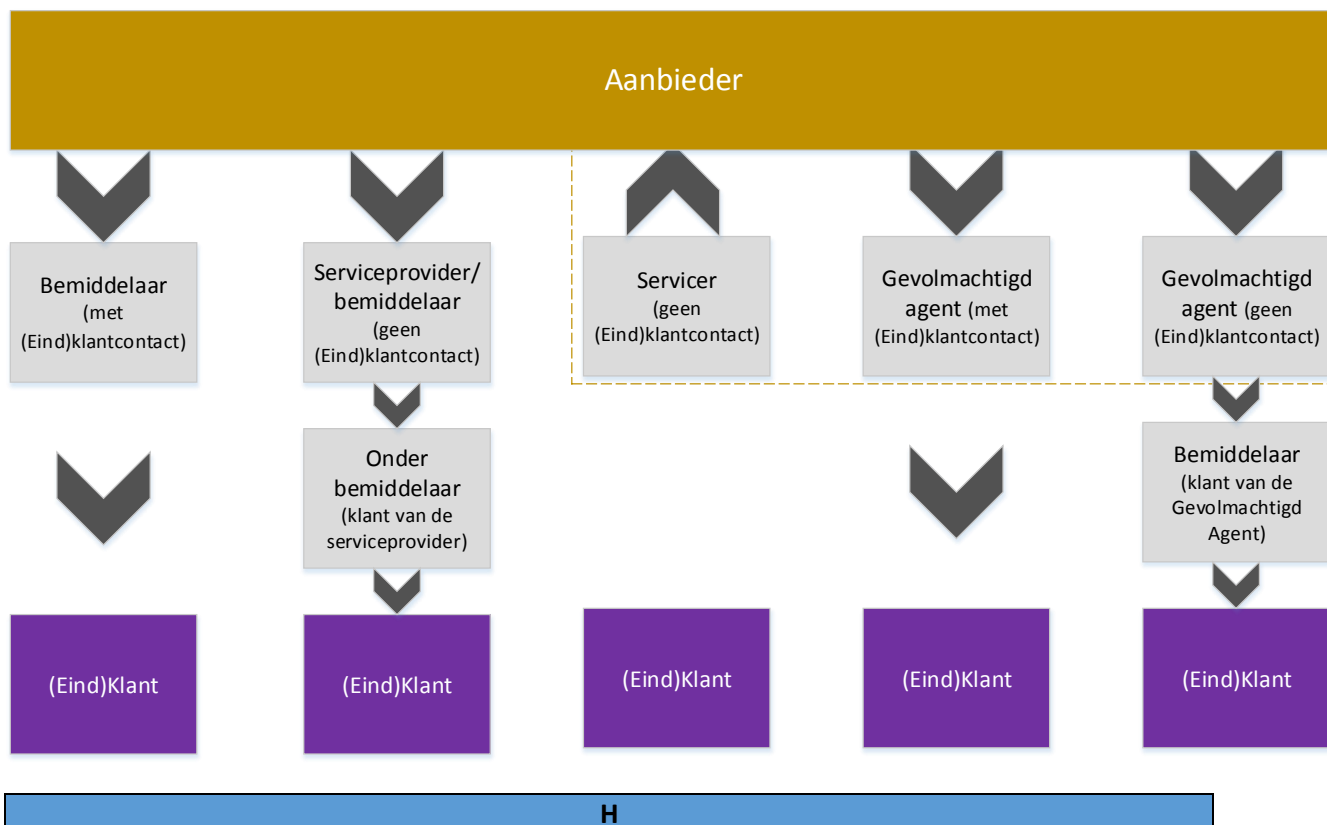 Aanbieder
Bemiddelaar
(met
(Eind)klantcontact)
Serviceprovider/
bemiddelaar
(geen
(Eind)klantcontact)
Servicer
(geen
(Eind)klantcontact)
Gevolmachtigd
agent (met
(Eind)klantcontact)
Gevolmachtigd
agent (geen
(Eind)klantcontact)
Onder
bemiddelaar
(klant van de
serviceprovider)
Bemiddelaar
(klant van de
Gevolmachtigd
Agent)
(Eind)Klant
(Eind)Klant
(Eind)Klant
(Eind)Klant
(Eind)Klant
H